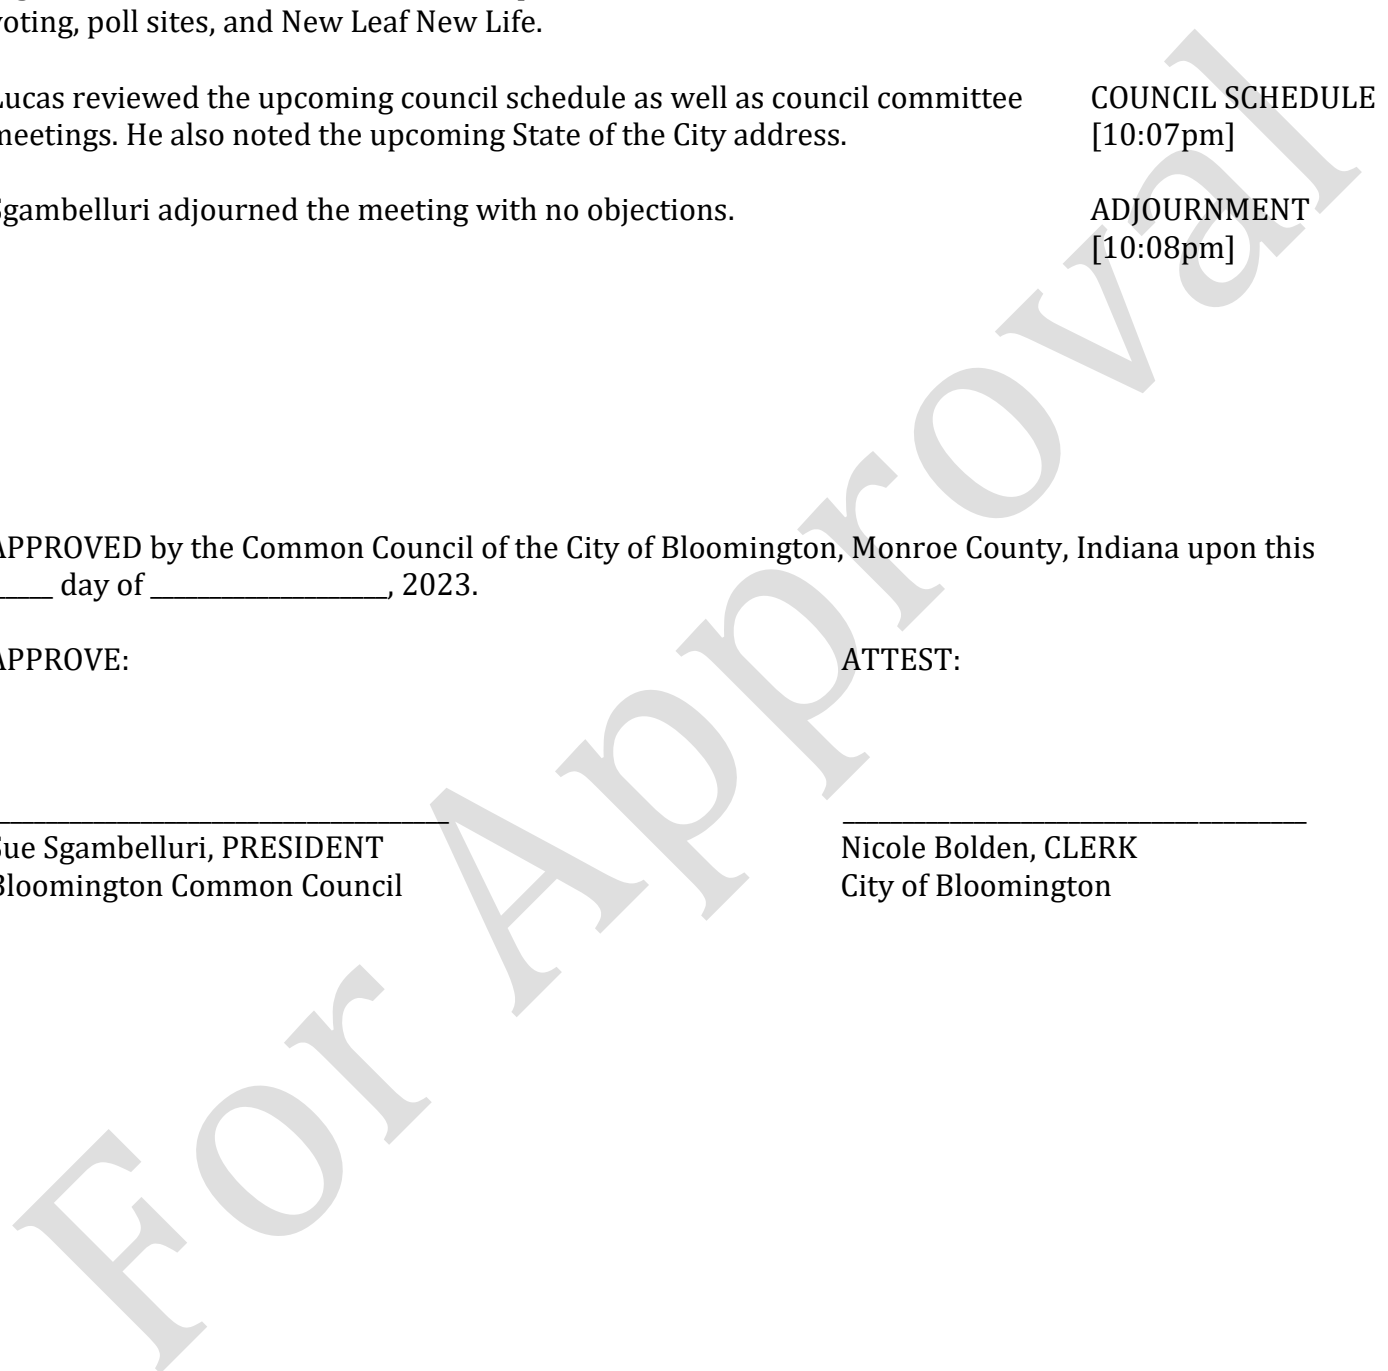 voting, poll sites, and New Leaf New Life.
Lucas reviewed the upcoming council schedule as well as council committee
meetings. He also noted the upcoming State of the City address.
COUNCIL SCHEDULE
[10:07pm]
Sgambelluri adjourned the meeting with no objections.
ADJOURNMENT
[10:08pm]
APPROVED by the Common Council of the City of Bloomington, Monroe County, Indiana upon this
_____ day of ____________________, 2023.
APPROVE:
ATTEST:
Sue Sgambelluri, PRESIDENT
Bloomington Common Council
Nicole Bolden, CLERK
City of Bloomington
For Approval